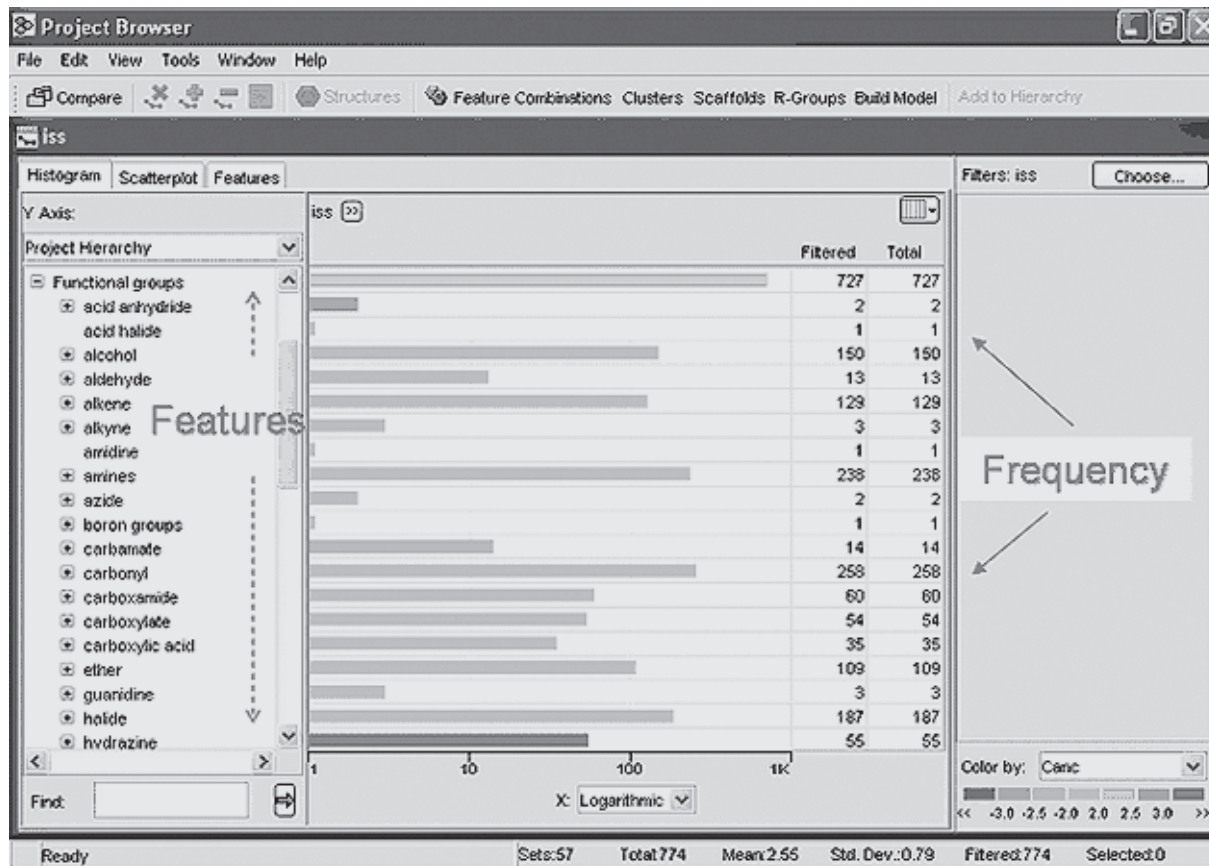 Project Browser
File Edit View Tools Window Help
Compare Structures Feature Combinations Clusters Scaffolds R-Groups Build Model Add to Hierarchy
iss
Histogram Scatterplot Features
Filters: iss Choose...
Y Axis:
iss
Project Hierarchy
Filtered Total
Functional groups 727 727
acid anhydride 2 2
acid halide 1 1
alcohol 150 150
aldehyde 13 13
alkene 129 129
Features
alkyne 3 3
amidine 1 1
amines 238 238
Frequency
azide 2 2
boron groups 1 1
carbamate 14 14
carbonyl 258 258
carboxamide 60 60
carboxylate 54 54
carboxylic acid 35 35
ether 109 109
guanidine 3 3
halide 187 187
hydrazine 55 55
1 10 100 1K
Color by: Canc
Find: X: Logarithmic
<< -3.0 -2.5 -2.0 2.0 2.5 3.0 >>
Ready Sets:57 Total:774 Mean:2.55 Std. Dev.:0.79 Filtered:774 Selected:0